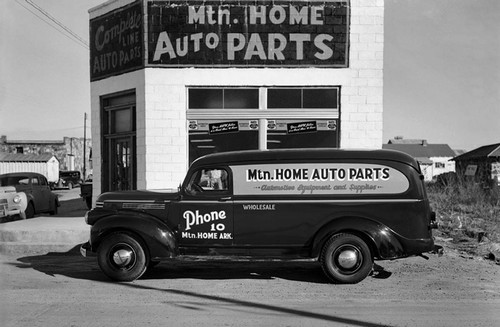 Complete
LINE
AUTO PARTS
Mtn. HOME
AUTO PARTS
Mtn. HOME AUTO PARTS
Automotive Equipment and Supplies
WHOLESALE
Phone
10
Mtn. HOME ARK.